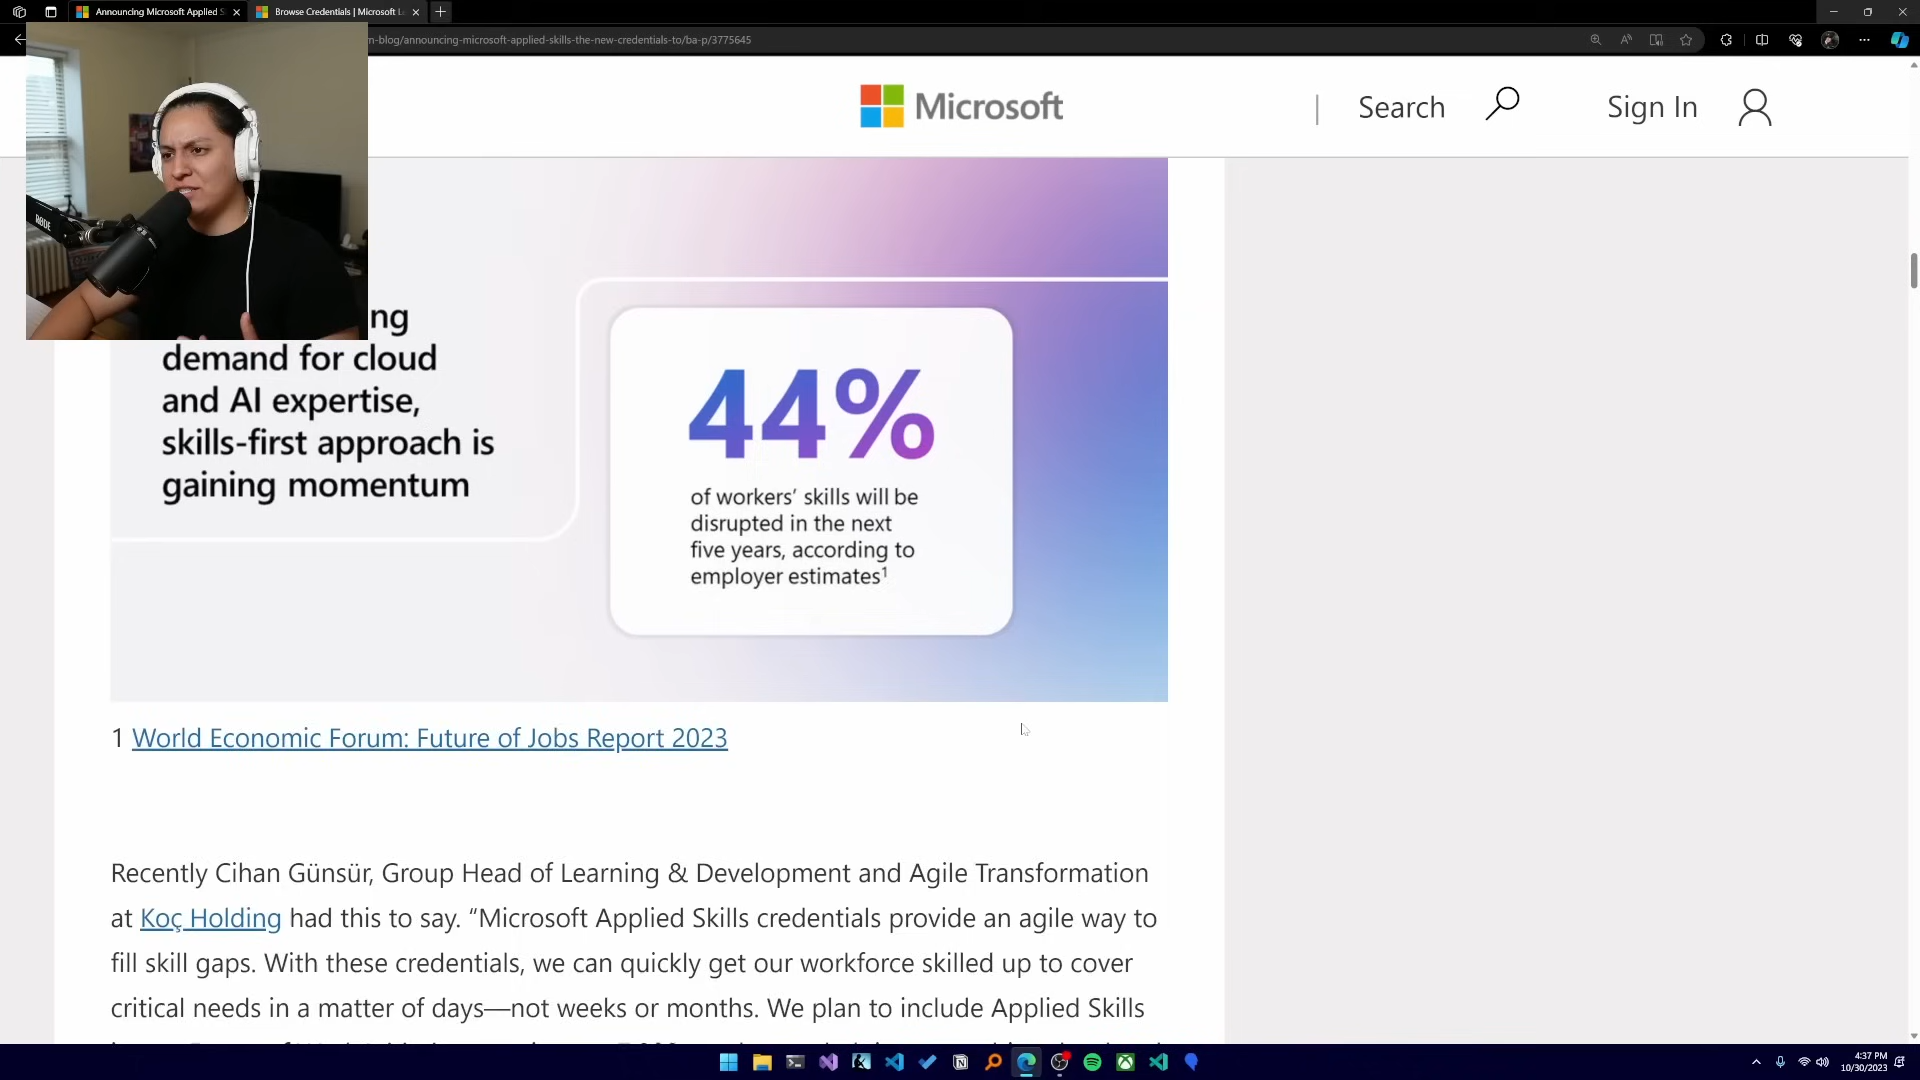 Announcing Microsoft Applied S
Browse Credentials | Microsoft L
m-blog/announcing-microsoft-applied-skills-the-new-credentials-to/ba-p/3775645
Microsoft
Search
Sign In
RODE
ng
demand for cloud
and AI expertise,
skills-first approach is
gaining momentum
44%
of workers’ skills will be
disrupted in the next
five years, according to
employer estimates¹
1 World Economic Forum: Future of Jobs Report 2023
Recently Cihan Günsür, Group Head of Learning & Development and Agile Transformation
at Koç Holding had this to say. “Microsoft Applied Skills credentials provide an agile way to
fill skill gaps. With these credentials, we can quickly get our workforce skilled up to cover
critical needs in a matter of days—not weeks or months. We plan to include Applied Skills
4:37 PM
10/30/2023